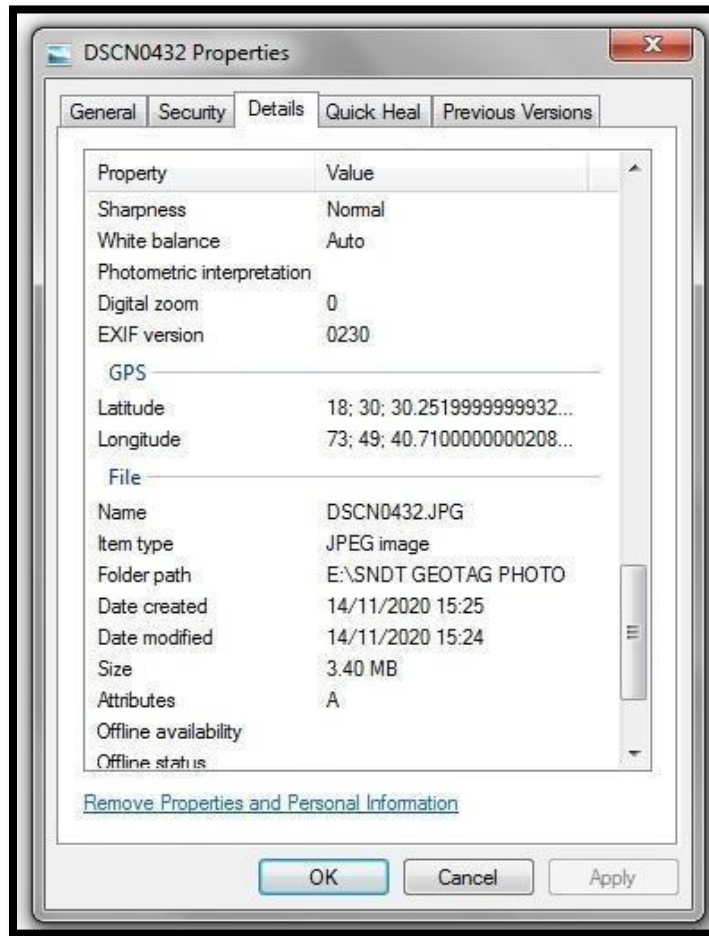 DSCN0432 Properties
General Security Details Quick Heal Previous Versions
Property Value
Sharpness Normal
White balance Auto
Photometric interpretation
Digital zoom 0
EXIF version 0230
GPS
Latitude 18; 30; 30.2519999999932...
Longitude 73; 49; 40.7100000000208...
File
Name DSCN0432.JPG
Item type JPEG image
Folder path E:\SNDT GEOTAG PHOTO
Date created 14/11/2020 15:25
Date modified 14/11/2020 15:24
Size 3.40 MB
Attributes A
Offline availability
Offline status
Remove Properties and Personal Information
OK Cancel Apply